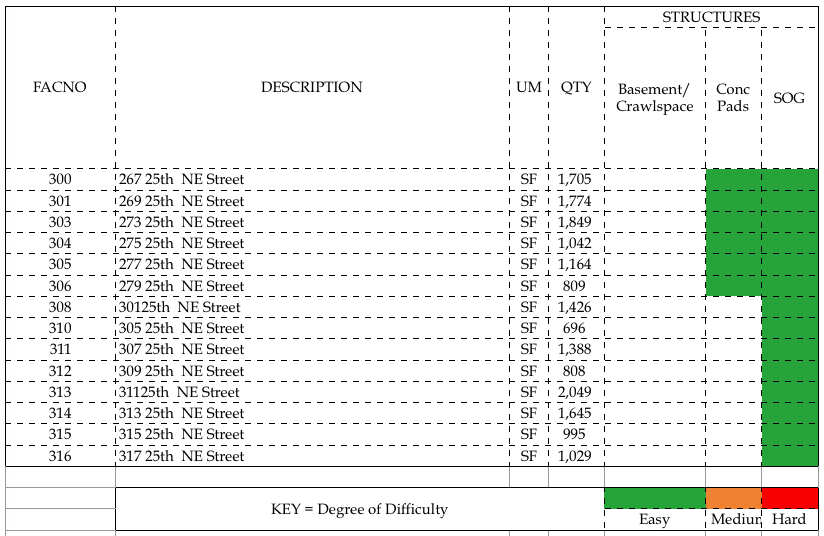 STRUCTURES
FACNO DESCRIPTION UM QTY Basement/ Crawlspace Conc Pads SOG
300 267 25th NE Street SF 1,705
301 269 25th NE Street SF 1,774
303 273 25th NE Street SF 1,849
304 275 25th NE Street SF 1,042
305 277 25th NE Street SF 1,164
306 279 25th NE Street SF 809
308 30125th NE Street SF 1,426
310 305 25th NE Street SF 696
311 307 25th NE Street SF 1,388
312 309 25th NE Street SF 808
313 31125th NE Street SF 2,049
314 313 25th NE Street SF 1,645
315 315 25th NE Street SF 995
316 317 25th NE Street SF 1,029
KEY = Degree of Difficulty
Easy Mediur Hard